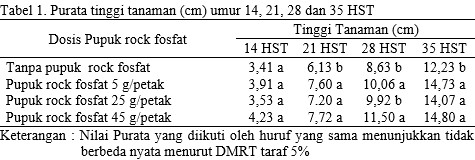 Tabel 1. Purata tinggi tanaman (cm) umur 14, 21, 28 dan 35 HST
Dosis Pupuk rock fosfat Tinggi Tanaman (cm)
14 HST 21 HST 28 HST 35 HST
Tanpa pupuk rock fosfat 3,41 a 6,13 b 8,63 b 12,23 b
Pupuk rock fosfat 5 g/petak 3,91 a 7,60 a 10,06 a 14,73 a
Pupuk rock fosfat 25 g/petak 3,53 a 7.20 a 9,92 b 14,07 a
Pupuk rock fosfat 45 g/petak 4,23 a 7,72 a 11,50 a 14,80 a
Keterangan : Nilai Purata yang diikuti oleh huruf yang sama menunjukkan tidak
berbeda nyata menurut DMRT taraf 5%